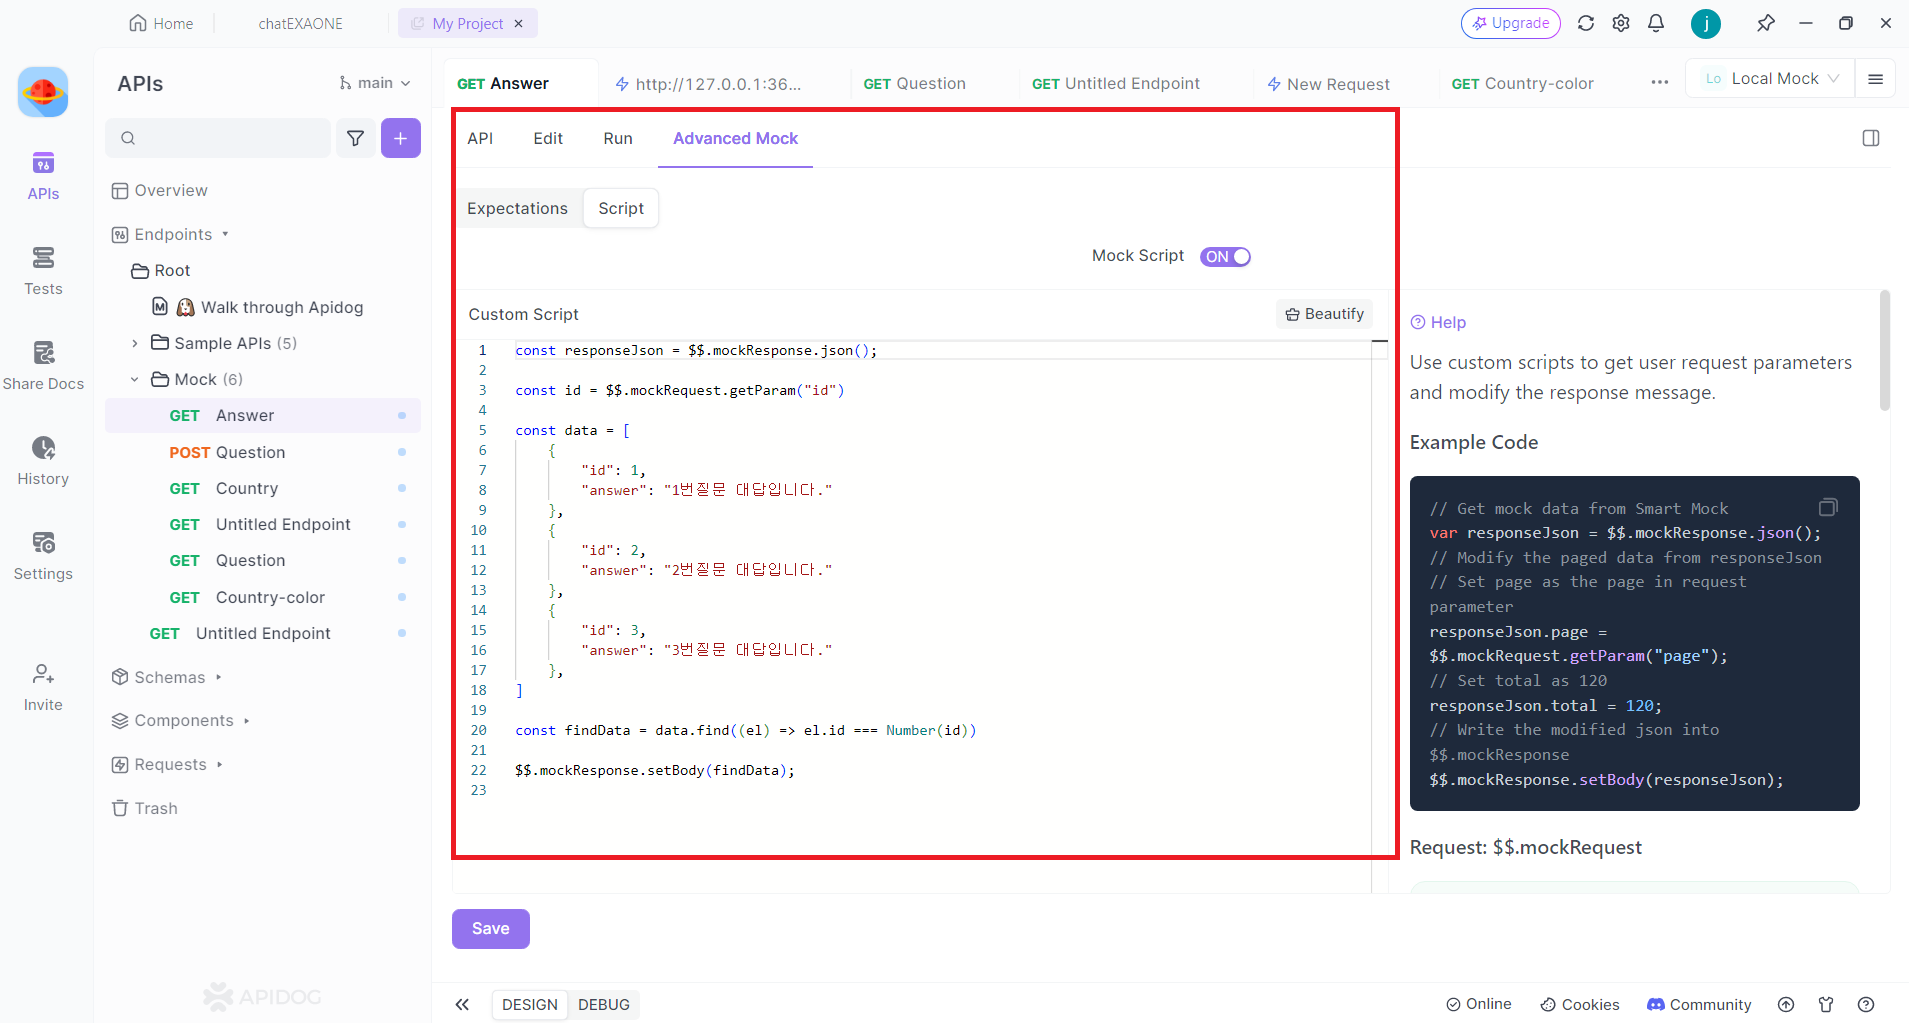 Home
chatEXAONE
My Project
Upgrade
j
APIs
main
GET Answer
http://127.0.0.1:36...
GET Question
GET Untitled Endpoint
New Request
GET Country-color
Lo Local Mock
APIs
Tests
Share Docs
History
Settings
Invite
Overview
Endpoints
Root
Walk through Apidog
Sample APIs (5)
Mock (6)
GET Answer
POST Question
GET Country
GET Untitled Endpoint
GET Question
GET Country-color
GET Untitled Endpoint
Schemas
Components
Requests
Trash
APIDOG
API
Edit
Run
Advanced Mock
Expectations
Script
Mock Script
ON
Custom Script
Beautify
1 const responseJson = $$.mockResponse.json();
2
3 const id = $$.mockRequest.getParam("id")
4
5 const data = [
6 {
7 "id": 1,
8 "answer": "1번질문 대답입니다."
9 },
10 {
11 "id": 2,
12 "answer": "2번질문 대답입니다."
13 },
14 {
15 "id": 3,
16 "answer": "3번질문 대답입니다."
17 },
18 ]
19
20 const findData = data.find((el) => el.id === Number(id))
21
22 $$.mockResponse.setBody(findData);
23
Help
Use custom scripts to get user request parameters
and modify the response message.
Example Code
// Get mock data from Smart Mock
var responseJson = $$.mockResponse.json();
// Modify the paged data from responseJson
// Set page as the page in request
parameter
responseJson.page =
$$.mockRequest.getParam("page");
// Set total as 120
responseJson.total = 120;
// Write the modified json into
$$.mockResponse
$$.mockResponse.setBody(responseJson);
Request: $$.mockRequest
Save
DESIGN
DEBUG
Online
Cookies
Community